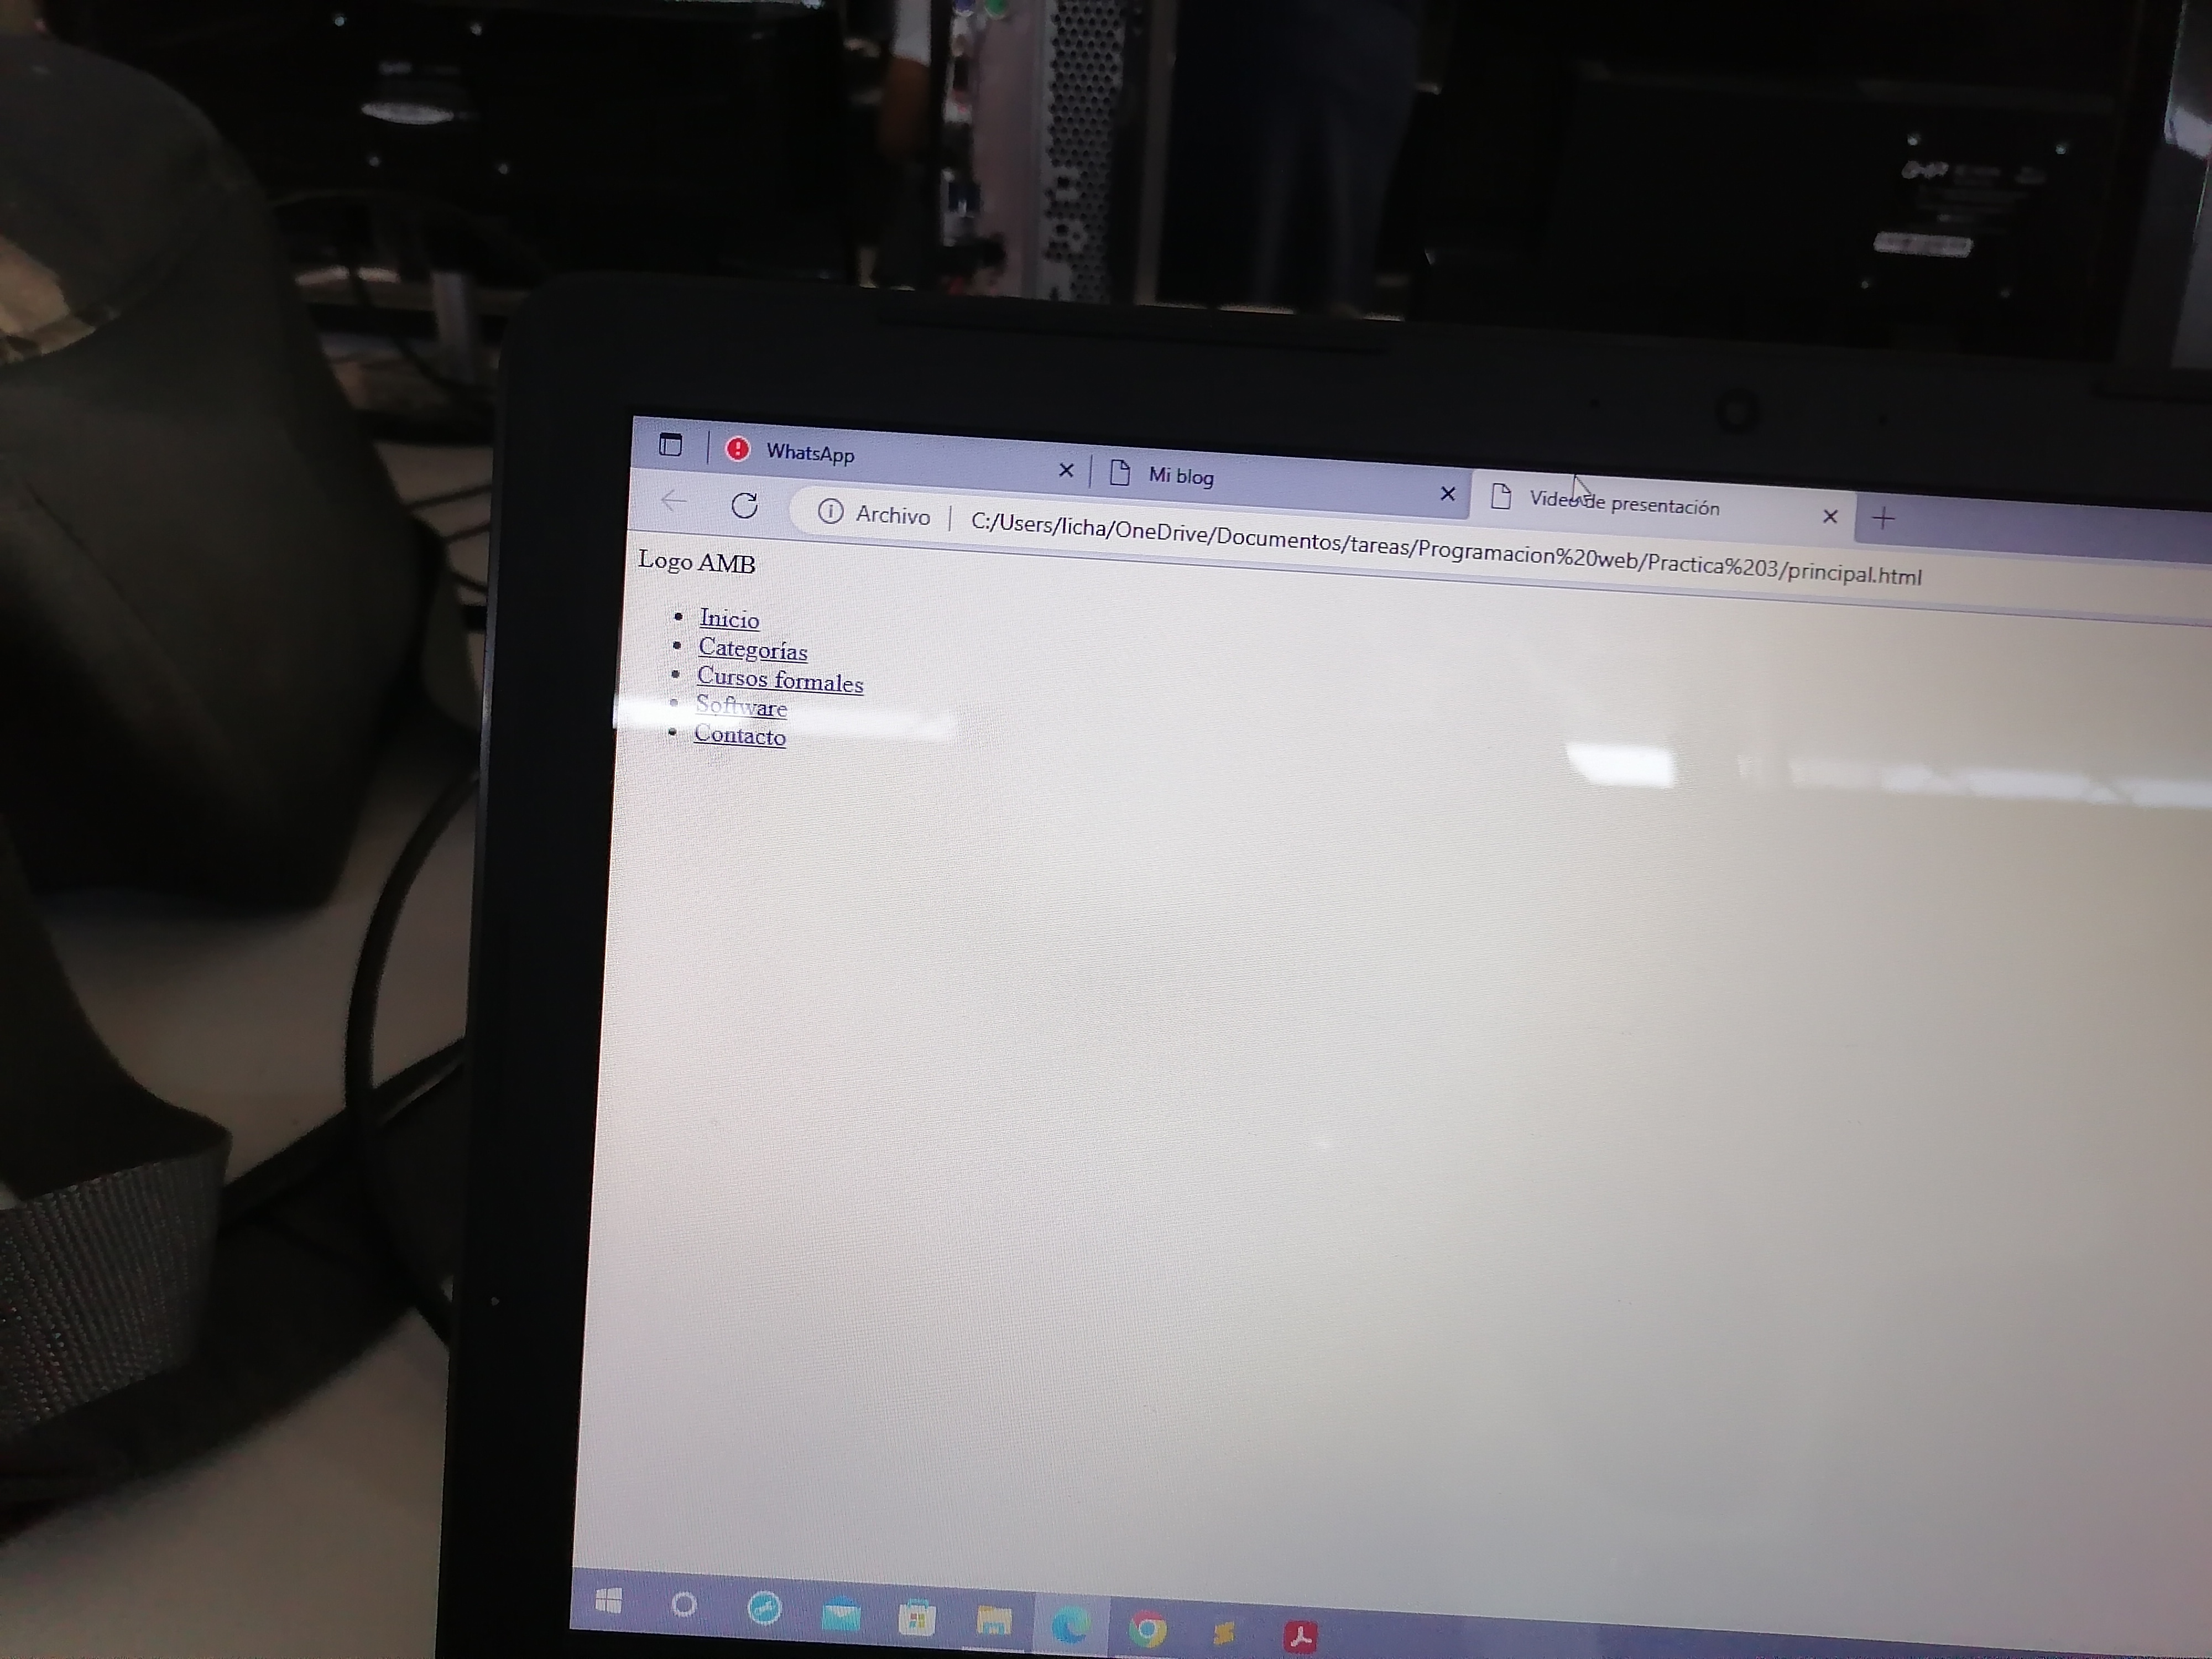 WhatsApp
Mi blog
Video de presentación
Archivo
C:/Users/licha/OneDrive/Documentos/tareas/Programacion%20web/Practica%203/principal.html
Logo AMB
Inicio
Categorías
Cursos formales
Software
Contacto